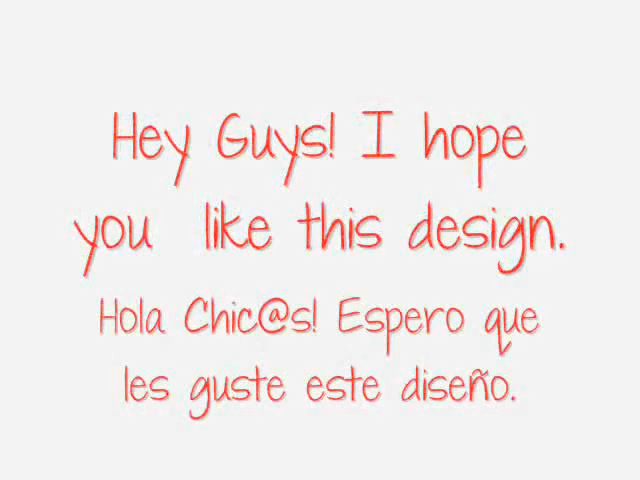 Hey Guys! I hope
you like this design.
Hola Chic@s! Espero que
les guste este diseño.